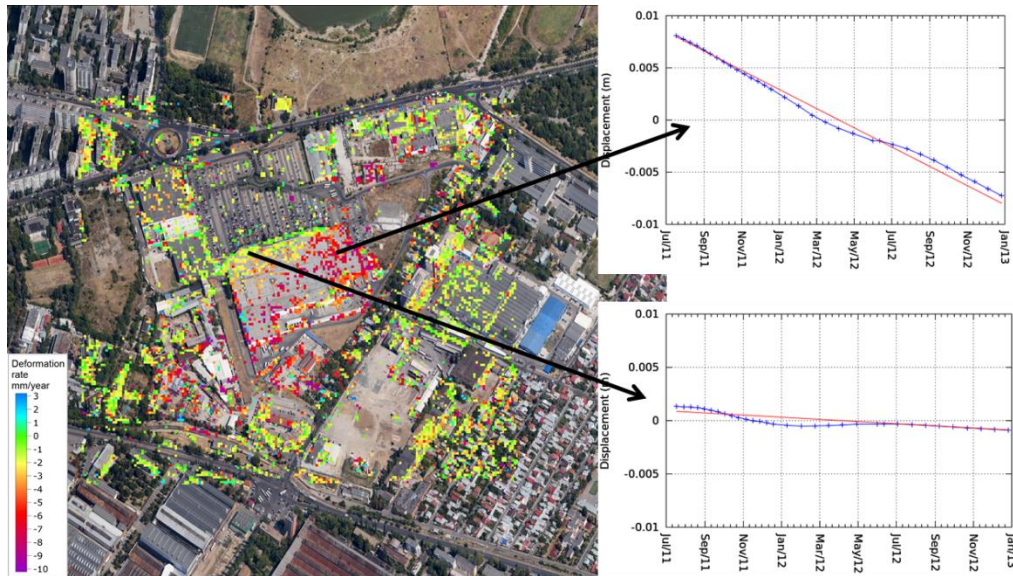 0.01
0.005
0
-0.005
-0.01
Displacement (m)
Jul/11
Sep/11
Nov/11
Jan/12
Mar/12
May/12
Jul/12
Sep/12
Nov/12
Jan/13
0.01
0.005
0
-0.005
-0.01
Displacement (m)
Jul/11
Sep/11
Nov/11
Jan/12
Mar/12
May/12
Jul/12
Sep/12
Nov/12
Jan/13
Deformation
rate
mm/year
3
2
1
0
-1
-2
-3
-4
-5
-6
-7
-8
-9
-10